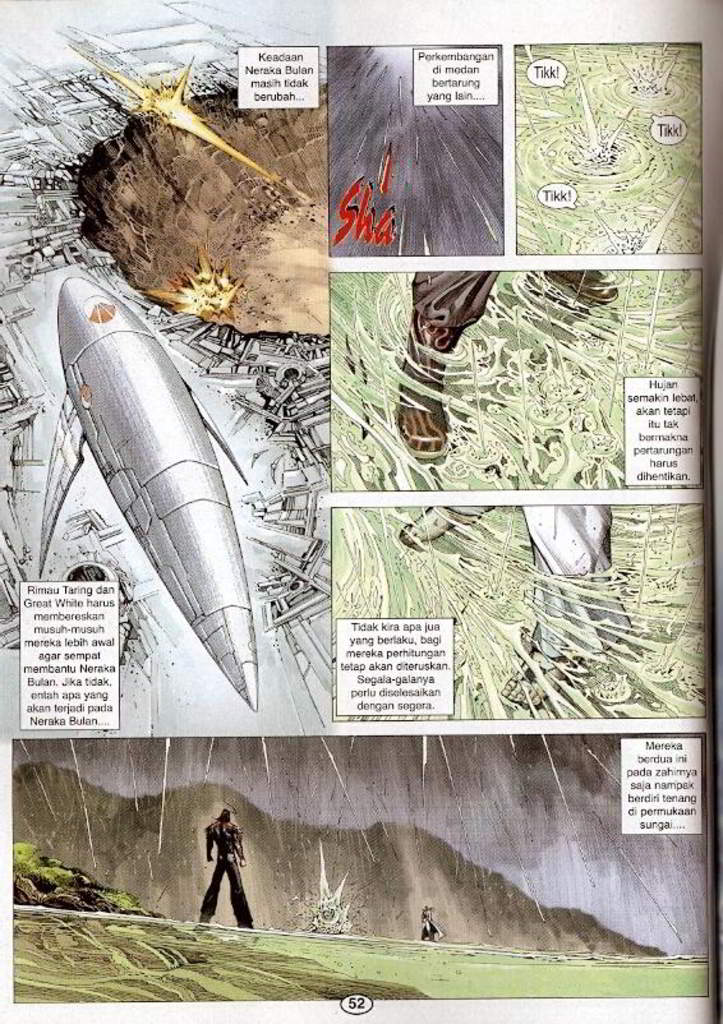 Keadaan
Neraka Bulan
masih tidak
berubah...
Perkembangan
di medan
bertarung
yang lain....
Sha
Tikk!
Tikk!
Tikk!
Hujan
semakin lebat,
akan tetapi
itu tak
bermakna
pertarungan
harus
dihentikan.
Rimau Taring dan
Great White harus
membereskan
musuh-musuh
mereka lebih awal
agar sempat
membantu Neraka
Bulan. Jika tidak,
entah apa yang
akan terjadi pada
Neraka Bulan....
Tidak kira apa jua
yang berlaku, bagi
mereka perhitungan
tetap akan diteruskan.
Segala-galanya
perlu diselesaikan
dengan segera.
Mereka
berdua ini
pada zahirnya
saja nampak
berdiri tenang
di permukaan
sungai....
52